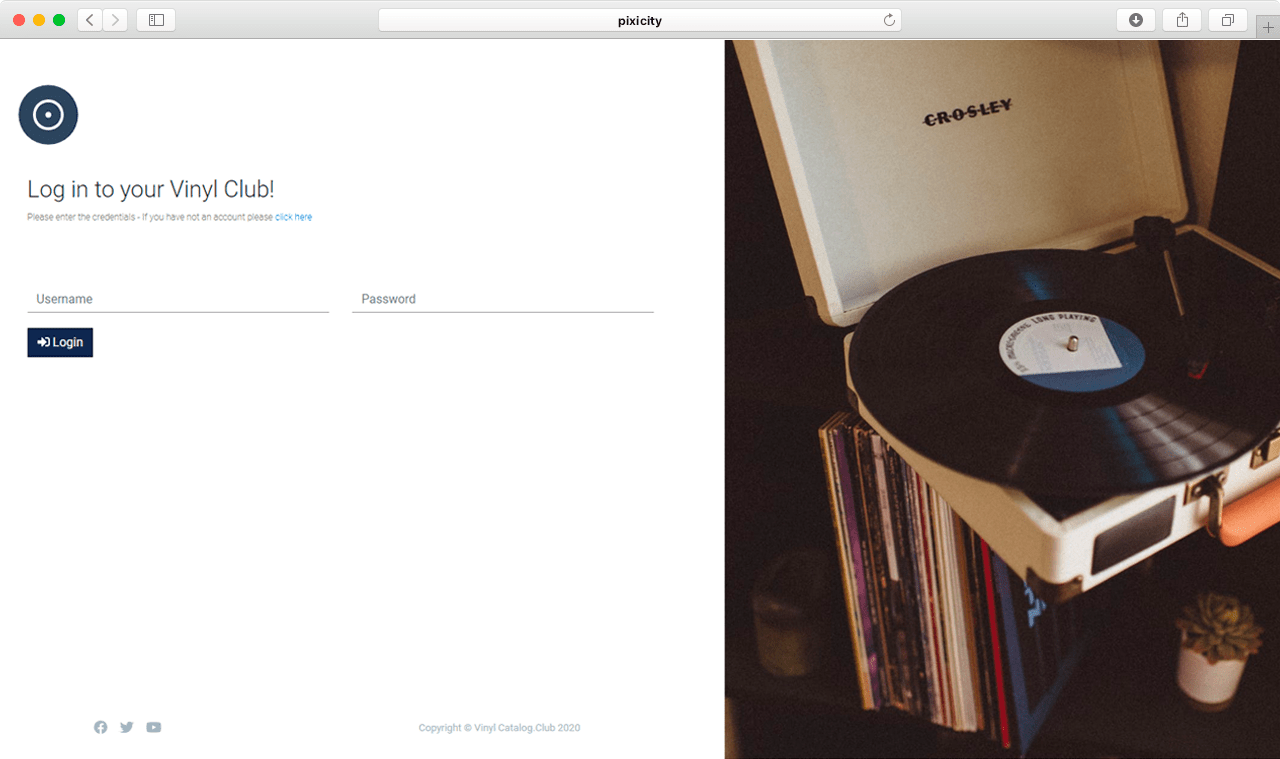 pixicity
CROSLEY
Log in to your Vinyl Club!
Please enter the credentials - If you have not an account please click here
Username
Password
Login
LONG PLAYING
Copyright © Vinyl Catalog.Club 2020